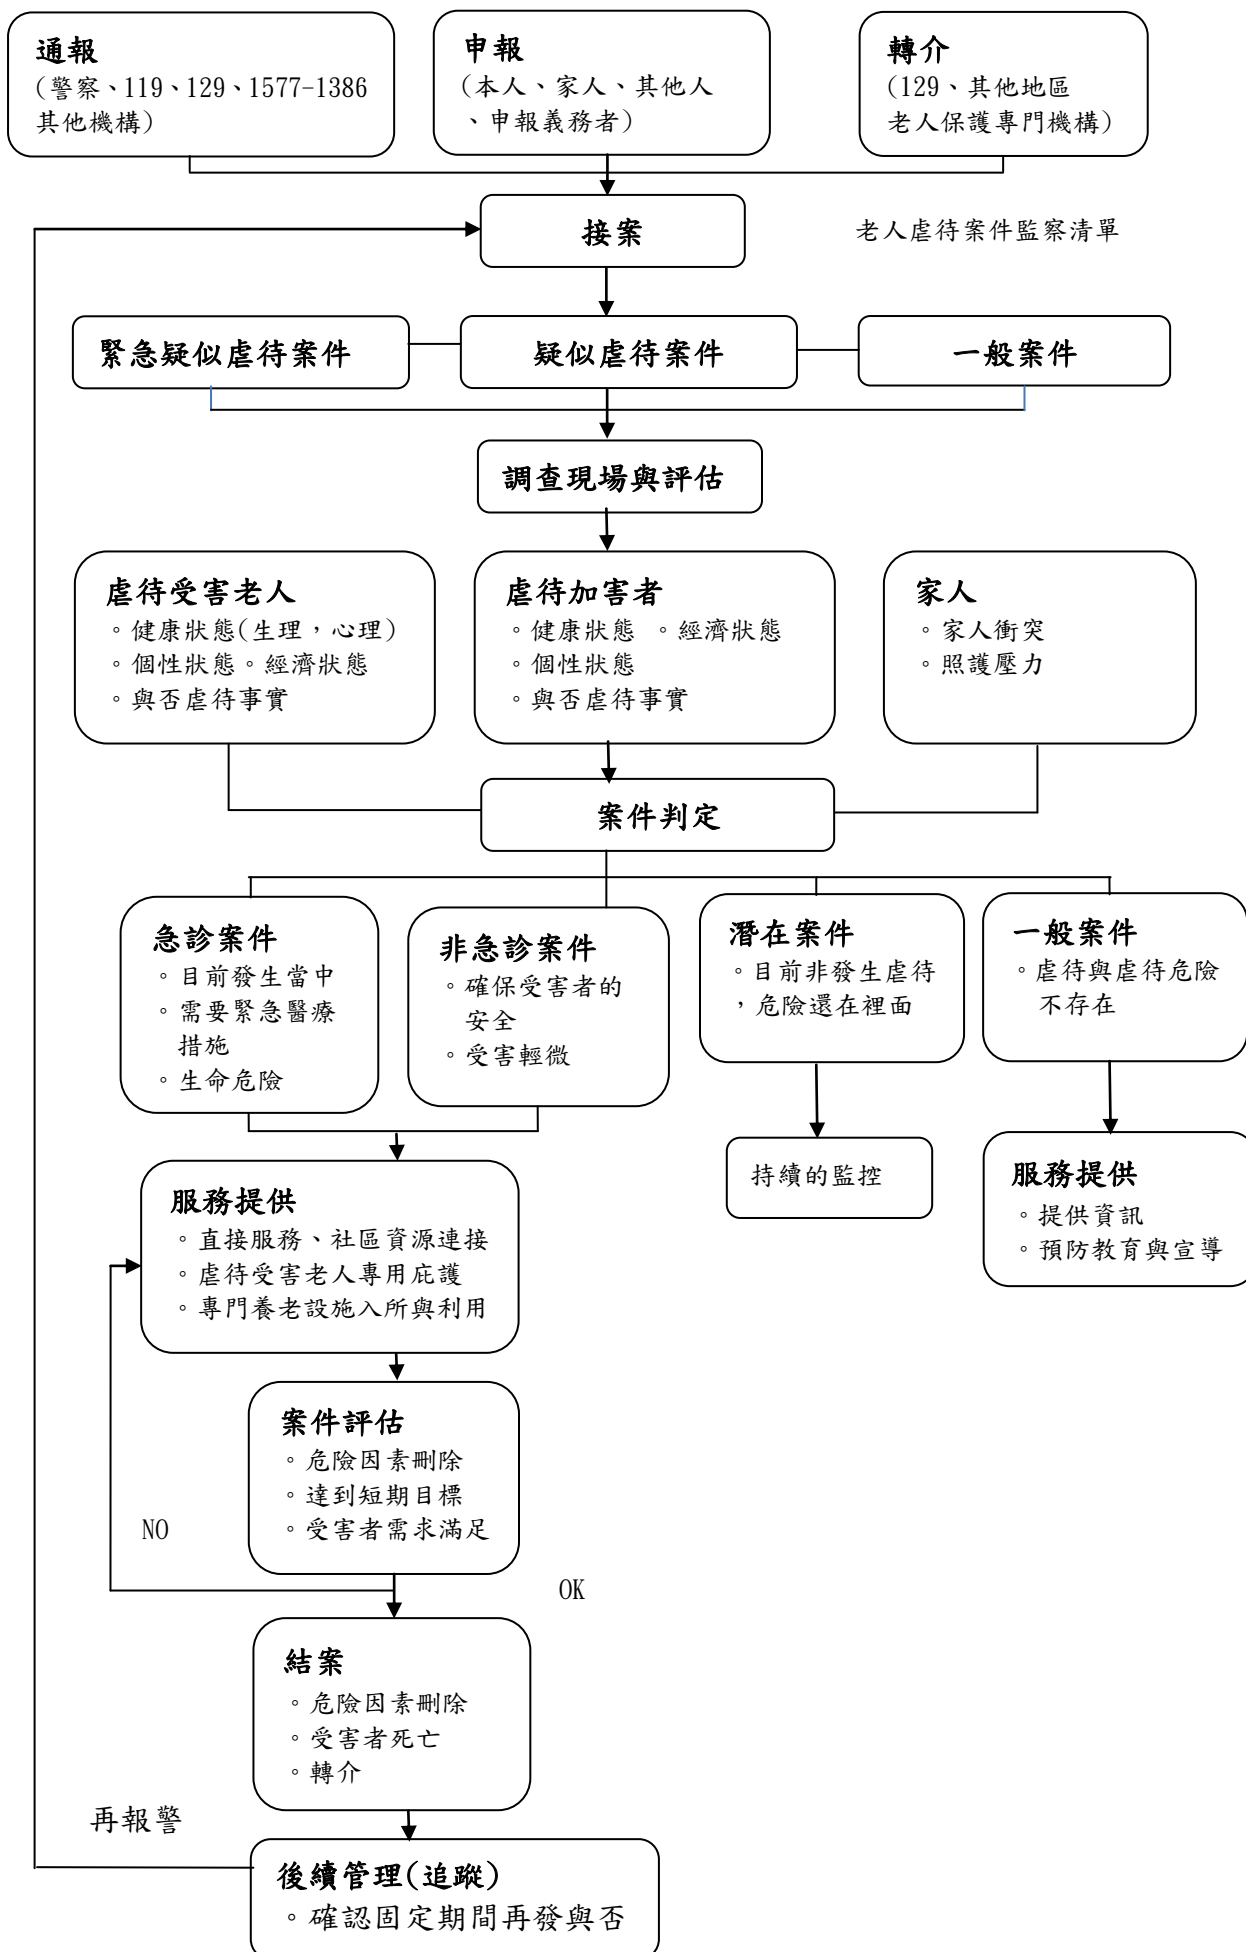 通報
(警察、119、129、1577-1386
其他機構)
申報
(本人、家人、其他人
、申報義務者)
轉介
(129、其他地區
老人保護專門機構)
接案
老人虐待案件監察清單
緊急疑似虐待案件
疑似虐待案件
一般案件
調查現場與評估
虐待受害老人
。健康狀態(生理，心理)
。個性狀態。經濟狀態
。與否虐待事實
虐待加害者
。健康狀態 。經濟狀態
。個性狀態
。與否虐待事實
家人
。家人衝突
。照護壓力
案件判定
急診案件
。目前發生當中
。需要緊急醫療
措施
。生命危險
非急診案件
。確保受害者的
安全
。受害輕微
潛在案件
。目前非發生虐待
，危險還在裡面
一般案件
。虐待與虐待危險
不存在
服務提供
。直接服務、社區資源連接
。虐待受害老人專用庇護
。專門養老設施入所與利用
持續的監控
服務提供
。提供資訊
。預防教育與宣導
案件評估
。危險因素刪除
。達到短期目標
。受害者需求滿足
NO
OK
結案
。危險因素刪除
。受害者死亡
。轉介
再報警
後續管理(追蹤)
。確認固定期間再發與否